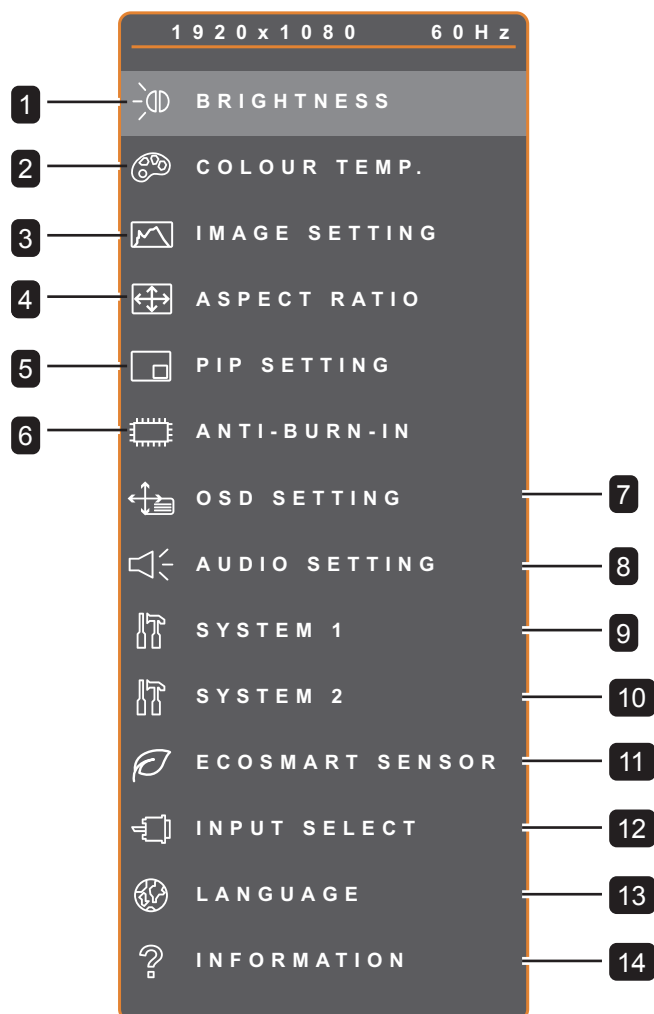 1920x1080 60Hz
1 BRIGHTNESS
2 COLOUR TEMP.
3 IMAGE SETTING
4 ASPECT RATIO
5 PIP SETTING
6 ANTI-BURN-IN
OSD SETTING 7
AUDIO SETTING 8
SYSTEM 1 9
SYSTEM 2 10
ECOSMART SENSOR 11
INPUT SELECT 12
LANGUAGE 13
? INFORMATION 14